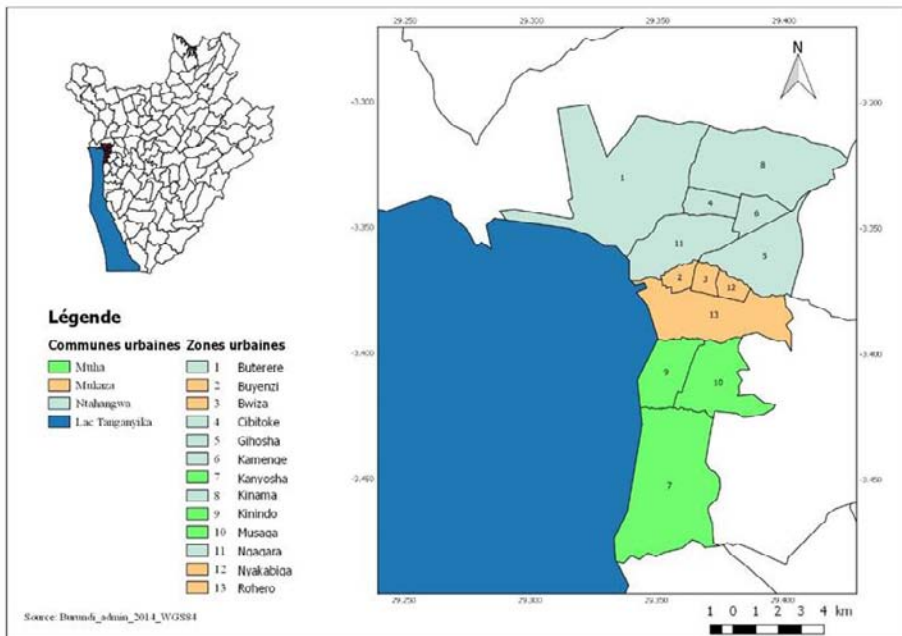 29.250 29.300 29.350 29.400
N
-3.300 -3.300
1
8
4
6
-3.350 -3.350
11
5
2
3
12
13
-3.400 -3.400
9
10
-3.450 -3.450
7
29.250 29.300 29.350 29.400
1 0 1 2 3 4 km
Légende
Communes urbaines Zones urbaines
Muha
Mukaza
Ntahangwa
Lac Tanganyika
1 Buterere
2 Buyenzi
3 Bwiza
4 Cibitoke
5 Gihosha
6 Kamenge
7 Kanyosha
8 Kinama
9 Kinindo
10 Musaga
11 Ngagara
12 Nyakabiga
13 Rohero
Source: Burundi_admin_2014_WGS84